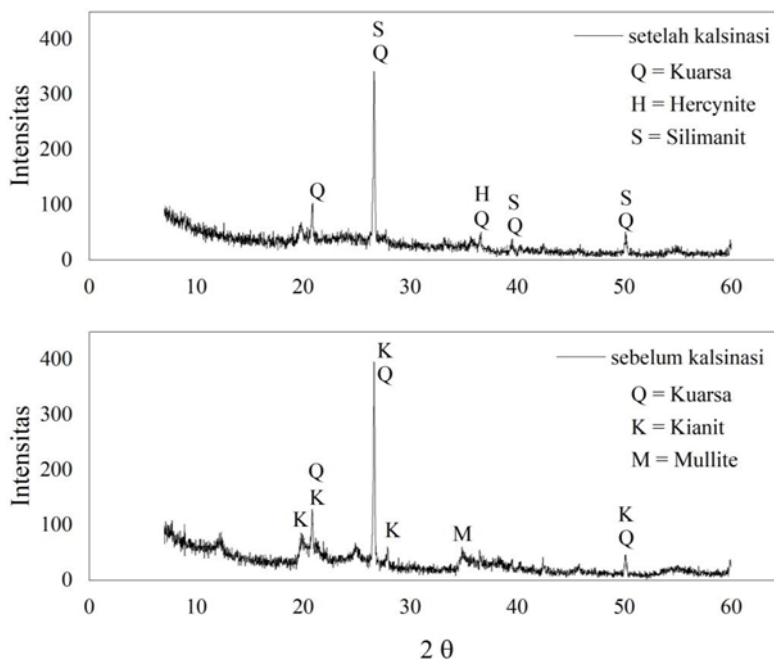 400
300
200
100
0
Intensitas
S
Q
Q
H
Q
S
Q
S
Q
setelah kalsinasi
Q = Kuarsa
H = Hercynite
S = Silimanit
0 10 20 30 40 50 60
400
300
200
100
0
Intensitas
K
Q
Q
K
K
K
M
K
Q
sebelum kalsinasi
Q = Kuarsa
K = Kianit
M = Mullite
0 10 20 30 40 50 60
2 θ